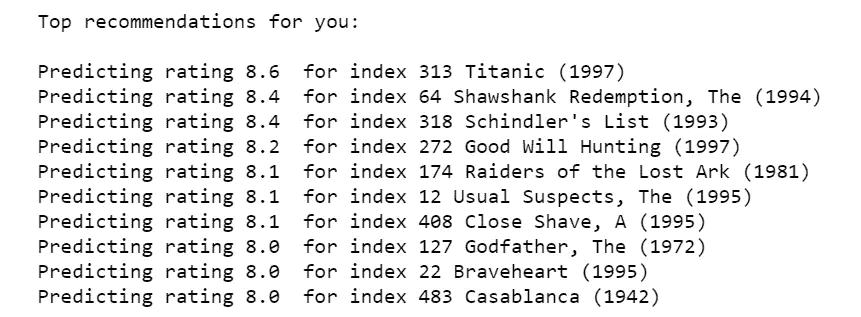 Top recommendations for you:
Predicting rating 8.6  for index 313 Titanic (1997)
Predicting rating 8.4  for index 64 Shawshank Redemption, The (1994)
Predicting rating 8.4  for index 318 Schindler's List (1993)
Predicting rating 8.2  for index 272 Good Will Hunting (1997)
Predicting rating 8.1  for index 174 Raiders of the Lost Ark (1981)
Predicting rating 8.1  for index 12 Usual Suspects, The (1995)
Predicting rating 8.1  for index 408 Close Shave, A (1995)
Predicting rating 8.0  for index 127 Godfather, The (1972)
Predicting rating 8.0  for index 22 Braveheart (1995)
Predicting rating 8.0  for index 483 Casablanca (1942)